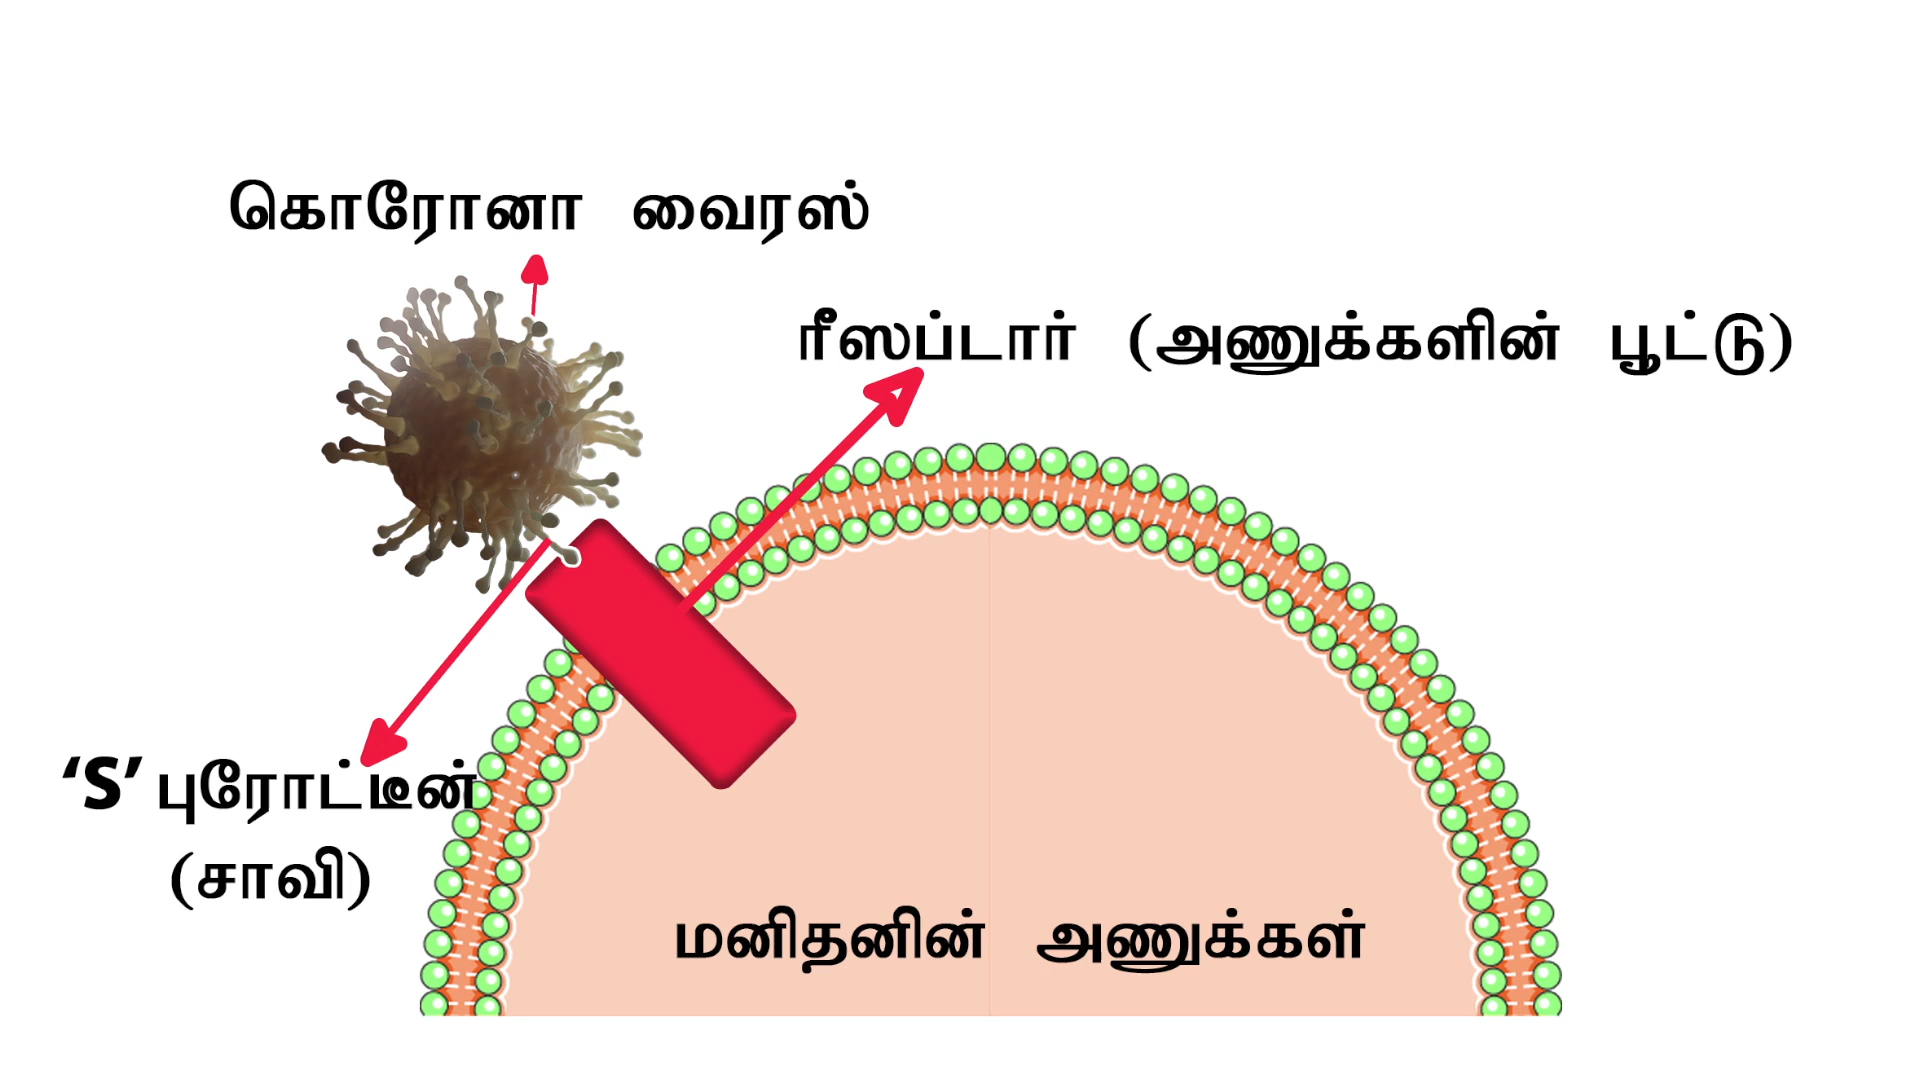 கொரோனா வைரஸ்
ரீஸப்டார் (அணுக்களின் பூட்டு)
‘S’ புரோட்டீன்
(சாவி)
மனிதனின் அணுக்கள்